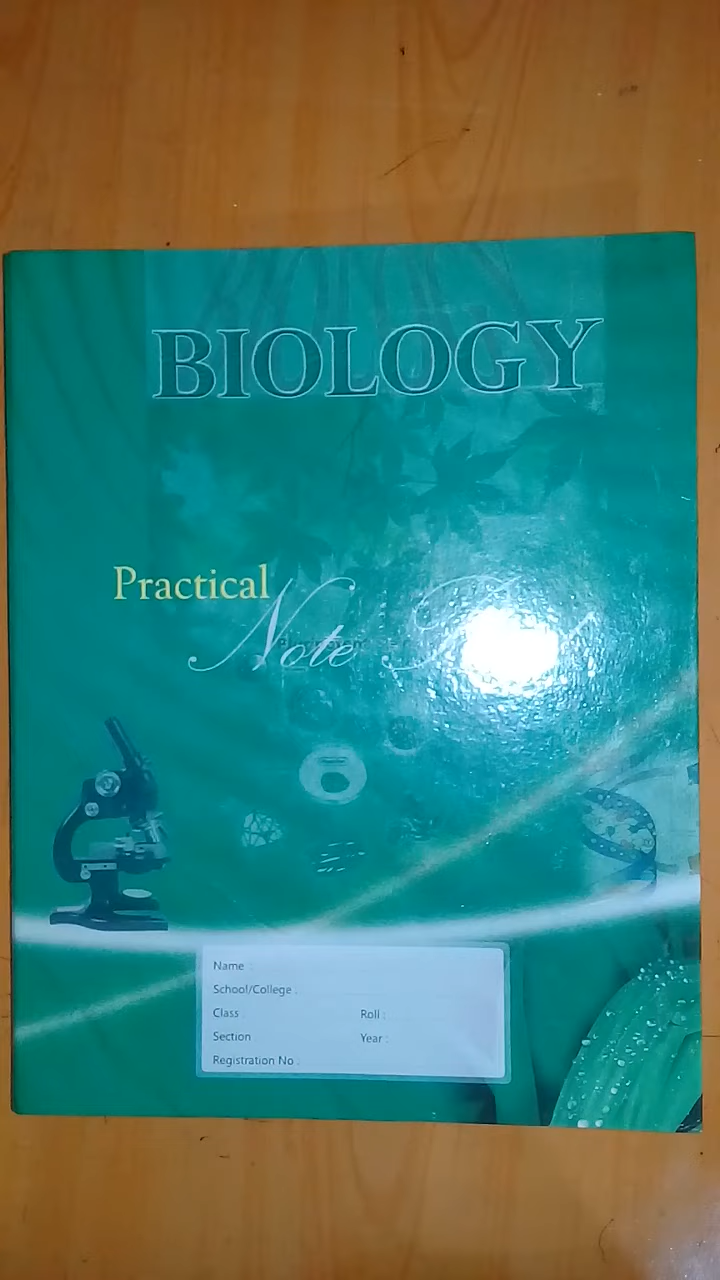 BIOLOGY
Practical
Note
Name :
School/College :
Class :
Roll :
Section
Year :
Registration No :